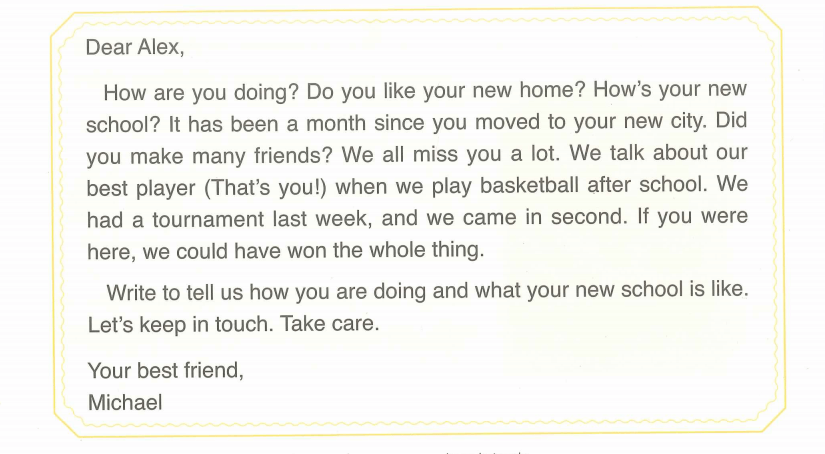 Dear Alex,
How are you doing? Do you like your new home? How's your new
school? It has been a month since you moved to your new city. Did
you make many friends? We all miss you a lot. We talk about our
best player (That's you!) when we play basketball after school. We
had a tournament last week, and we came in second. If you were
here, we could have won the whole thing.
Write to tell us how you are doing and what your new school is like.
Let's keep in touch. Take care.
Your best friend,
Michael